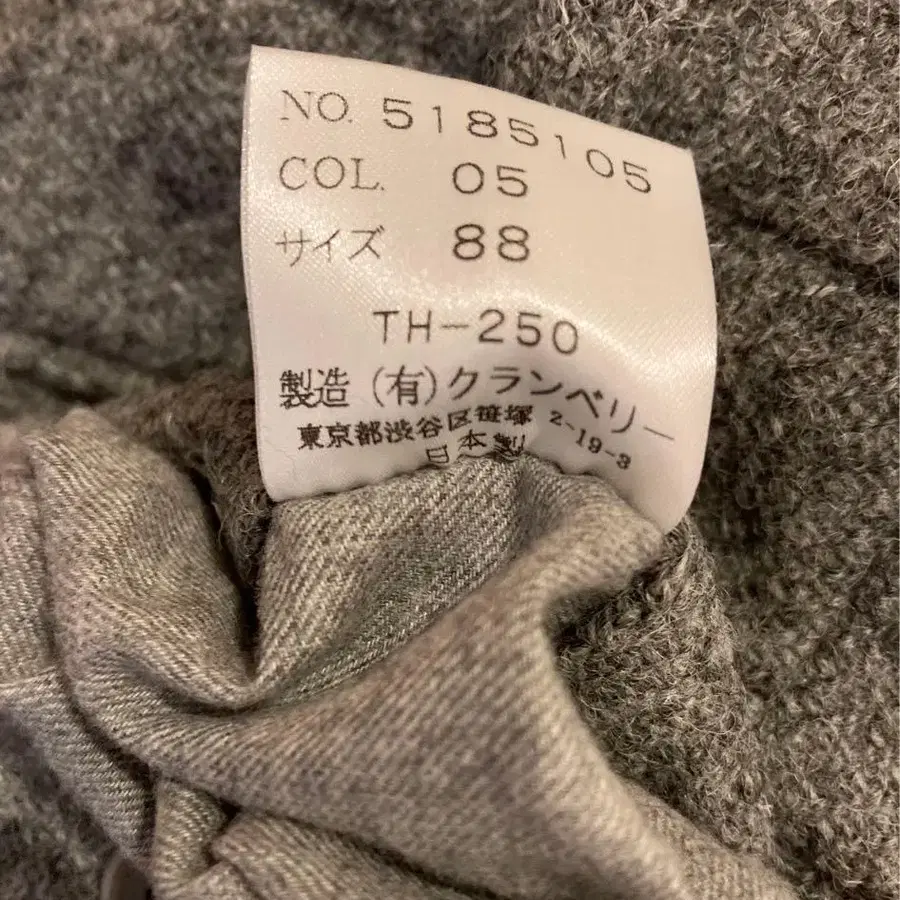 NO. 5185105
COL. 05
サイズ 88
TH-250
製造 (有)クランベリー
東京都渋谷区笹塚 2-19-3
日本製